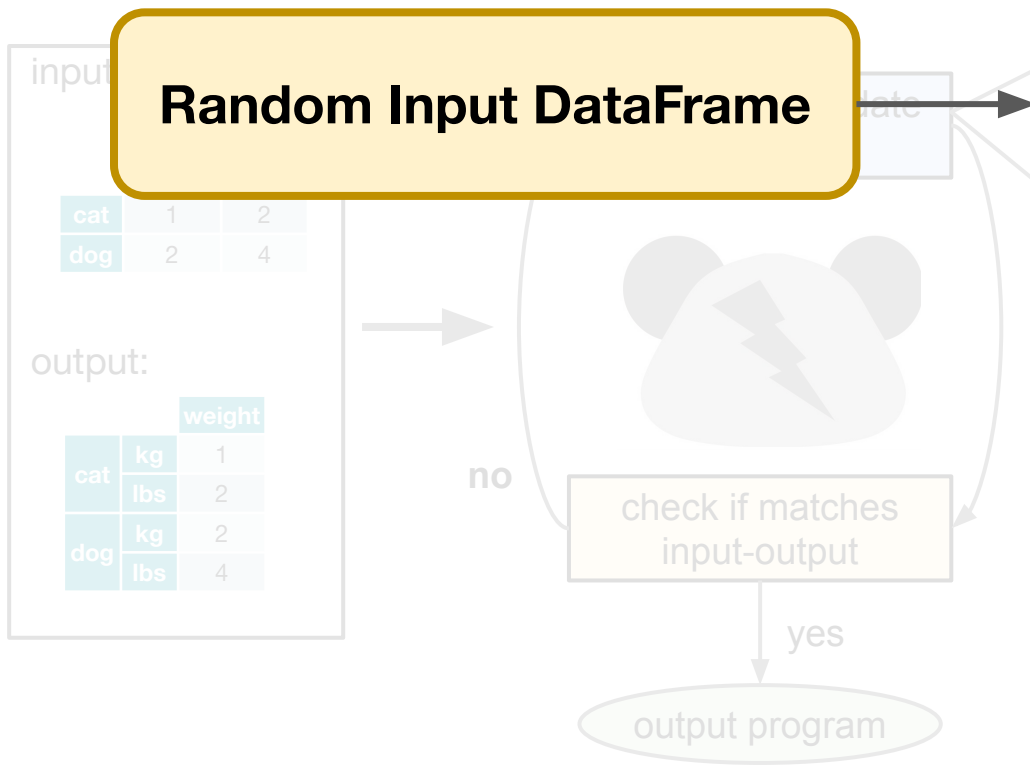 Random Input DataFrame
input
date
cat 1 2
dog 2 4
output:
weight
cat kg 1
lbs 2
dog kg 2
lbs 4
no
check if matches
input-output
yes
output program